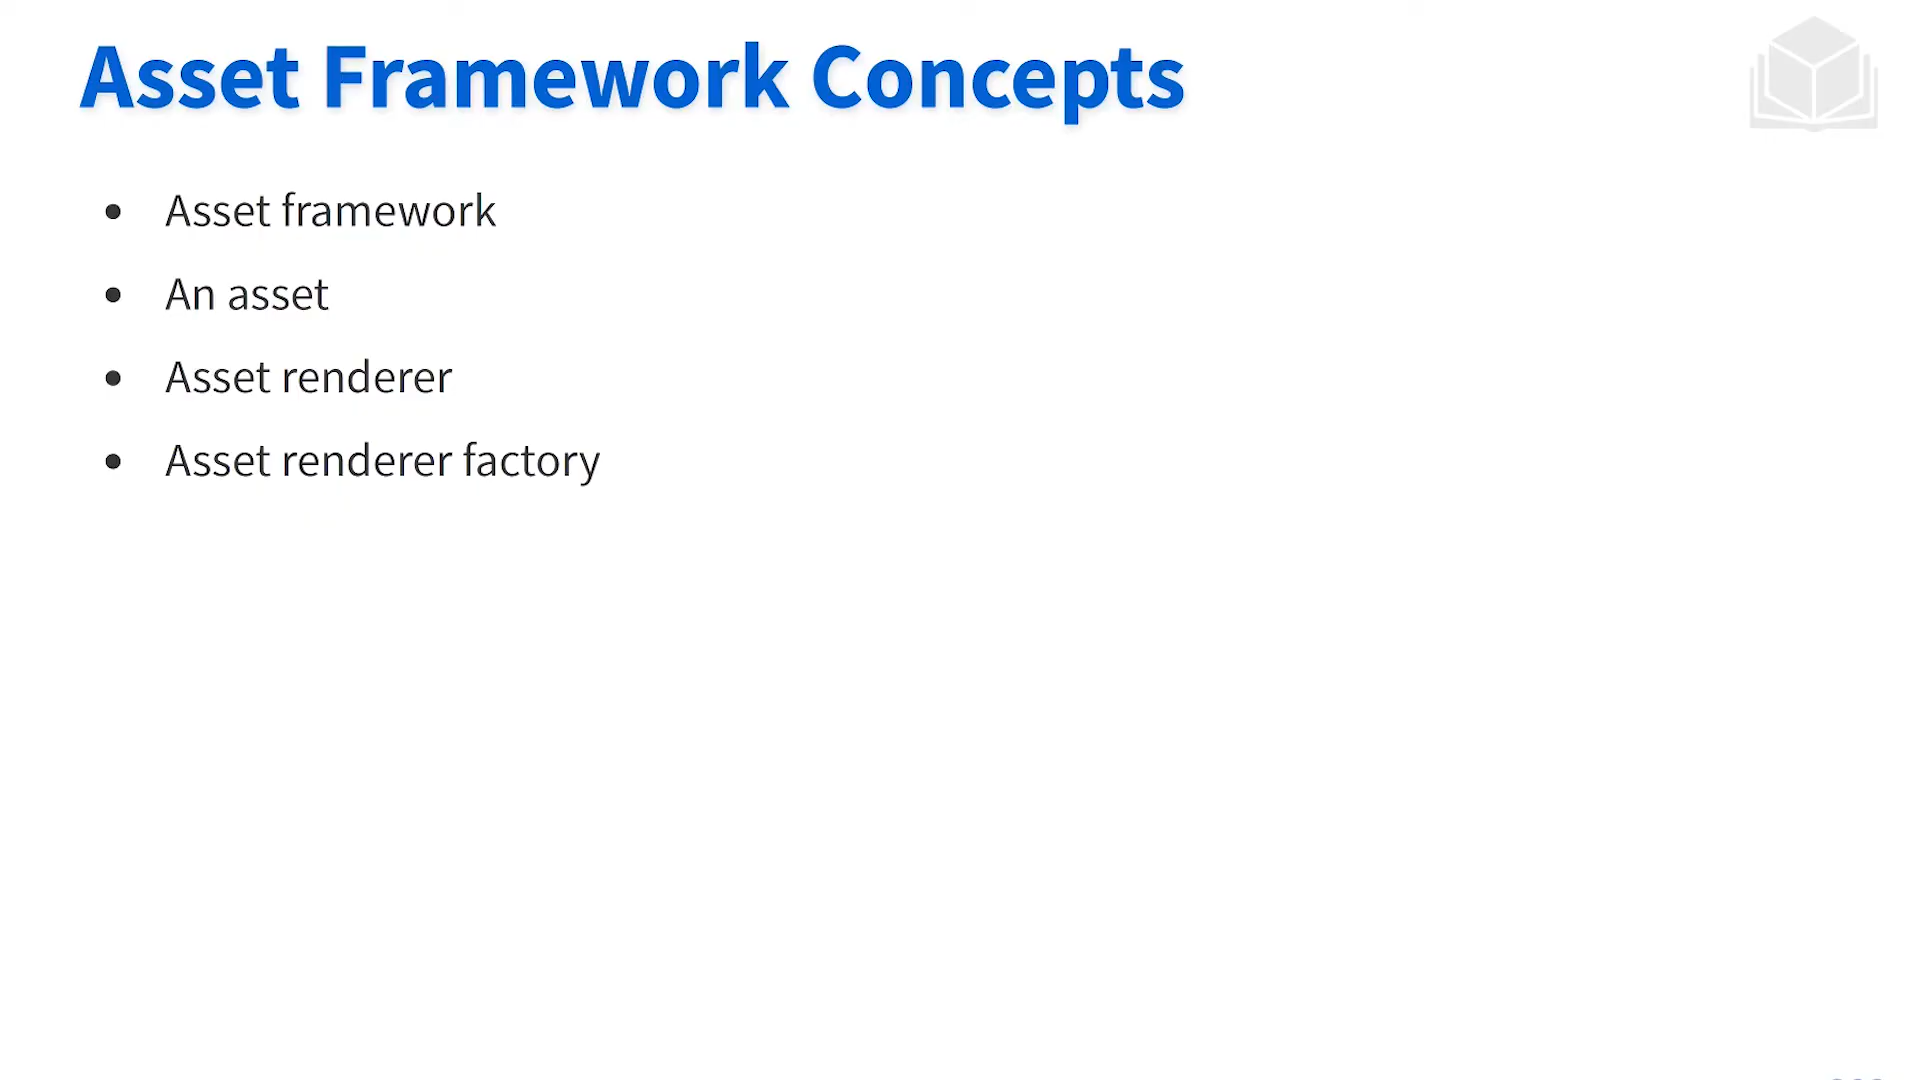 Asset Framework Concepts
Asset framework
An asset
Asset renderer
Asset renderer factory